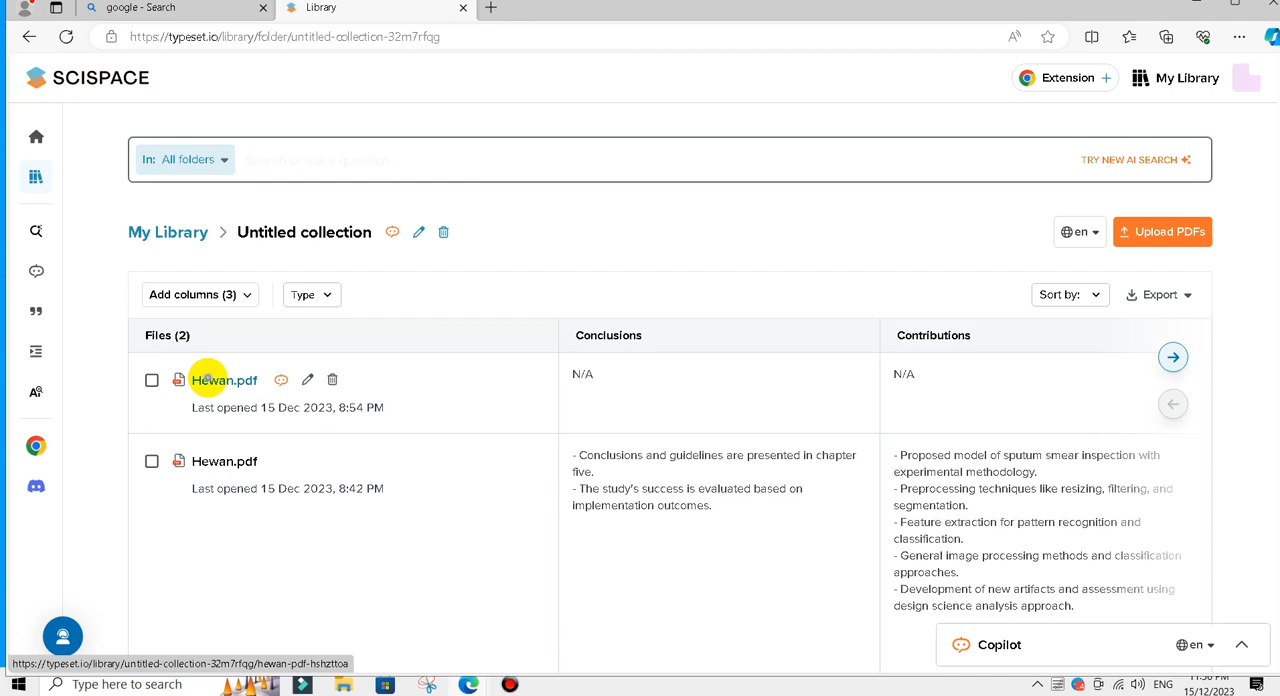 google - Search
Library
https://typeset.io/library/folder/untitled-collection-32m7rfqg
SCISPACE
Extension +
My Library
In: All folders
Search or ask a question...
TRY NEW AI SEARCH
My Library > Untitled collection
en
Upload PDFs
Add columns (3)
Type
Sort by:
Export
Files (2)
Conclusions
Contributions
Hewan.pdf
Last opened 15 Dec 2023, 8:54 PM
N/A
N/A
Hewan.pdf
Last opened 15 Dec 2023, 8:42 PM
- Conclusions and guidelines are presented in chapter
five.
- The study's success is evaluated based on
implementation outcomes.
- Proposed model of sputum smear inspection with
experimental methodology.
- Preprocessing techniques like resizing, filtering, and
segmentation.
- Feature extraction for pattern recognition and
classification.
- General image processing methods and classification
approaches.
- Development of new artifacts and assessment using
design science analysis approach.
Copilot
en
https://typeset.io/library/untitled-collection-32m7rfqg/hewan-pdf-hshzttoa
Type here to search
ENG
11:56 PM
15/12/2023